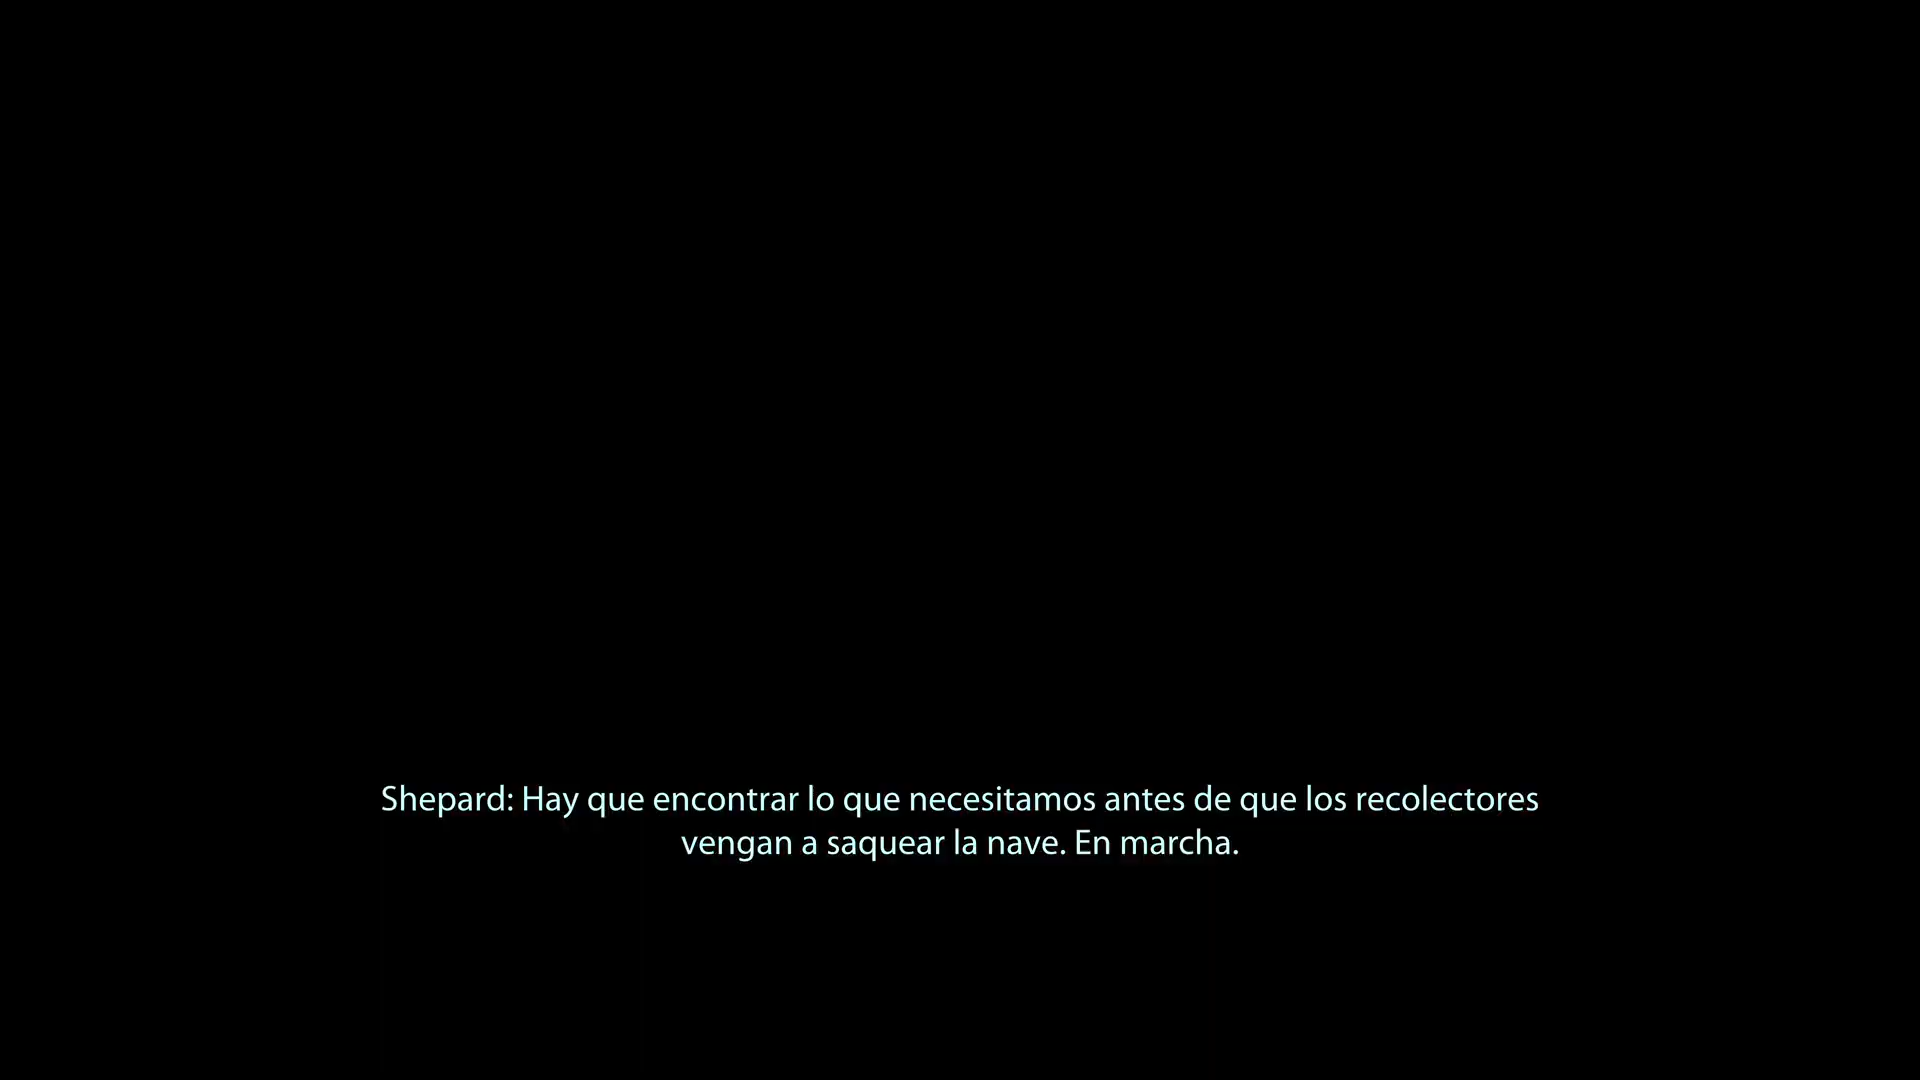 Shepard: Hay que encontrar lo que necesitamos antes de que los recolectores
vengan a saquear la nave. En marcha.